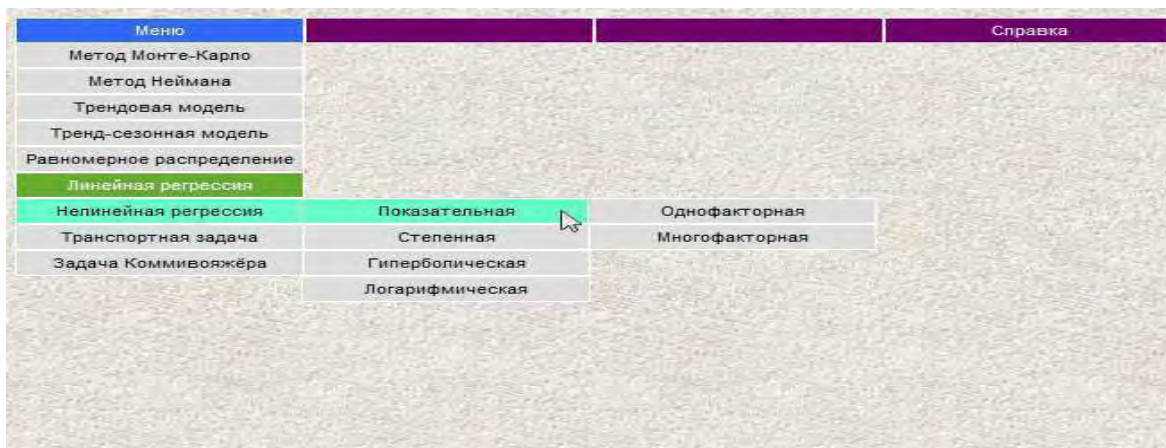 Меню Справка
Метод Монте-Карло
Метод Неймана
Трендовая модель
Тренд-сезонная модель
Равномерное распределение
Линейная регрессия
Нелинейная регрессия Показательная Однофакторная
Транспортная задача Степенная Многофакторная
Задача Коммивояжёра Гиперболическая
Логарифмическая